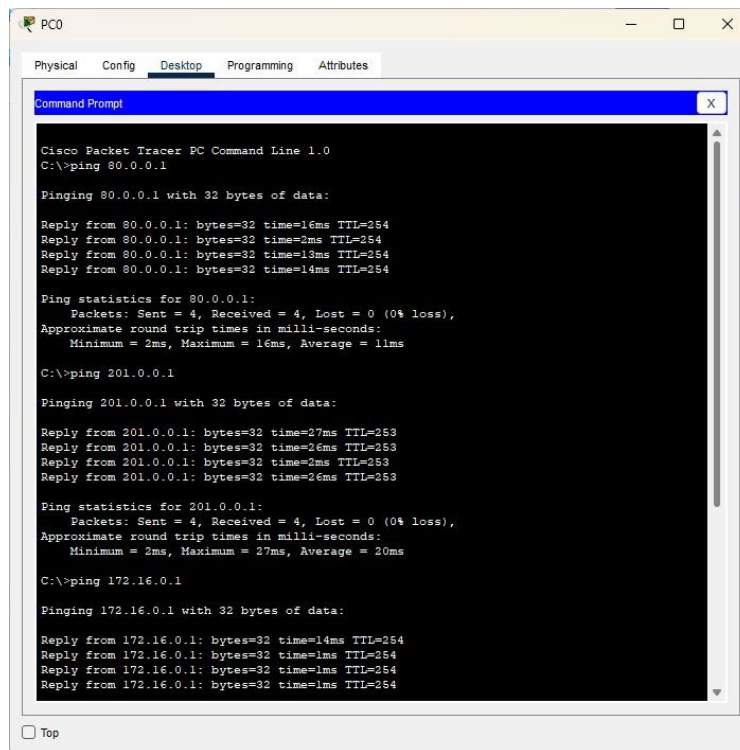 PC0
Physical Config Desktop Programming Attributes
Command Prompt
X
Cisco Packet Tracer PC Command Line 1.0
C:\>ping 80.0.0.1
Pinging 80.0.0.1 with 32 bytes of data:
Reply from 80.0.0.1: bytes=32 time=16ms TTL=254
Reply from 80.0.0.1: bytes=32 time=2ms TTL=254
Reply from 80.0.0.1: bytes=32 time=13ms TTL=254
Reply from 80.0.0.1: bytes=32 time=14ms TTL=254
Ping statistics for 80.0.0.1:
Packets: Sent = 4, Received = 4, Lost = 0 (0% loss),
Approximate round trip times in milli-seconds:
Minimum = 2ms, Maximum = 16ms, Average = 11ms
C:\>ping 201.0.0.1
Pinging 201.0.0.1 with 32 bytes of data:
Reply from 201.0.0.1: bytes=32 time=27ms TTL=253
Reply from 201.0.0.1: bytes=32 time=26ms TTL=253
Reply from 201.0.0.1: bytes=32 time=2ms TTL=253
Reply from 201.0.0.1: bytes=32 time=26ms TTL=253
Ping statistics for 201.0.0.1:
Packets: Sent = 4, Received = 4, Lost = 0 (0% loss),
Approximate round trip times in milli-seconds:
Minimum = 2ms, Maximum = 27ms, Average = 20ms
C:\>ping 172.16.0.1
Pinging 172.16.0.1 with 32 bytes of data:
Reply from 172.16.0.1: bytes=32 time=14ms TTL=254
Reply from 172.16.0.1: bytes=32 time=1ms TTL=254
Reply from 172.16.0.1: bytes=32 time=1ms TTL=254
Reply from 172.16.0.1: bytes=32 time=1ms TTL=254
Top